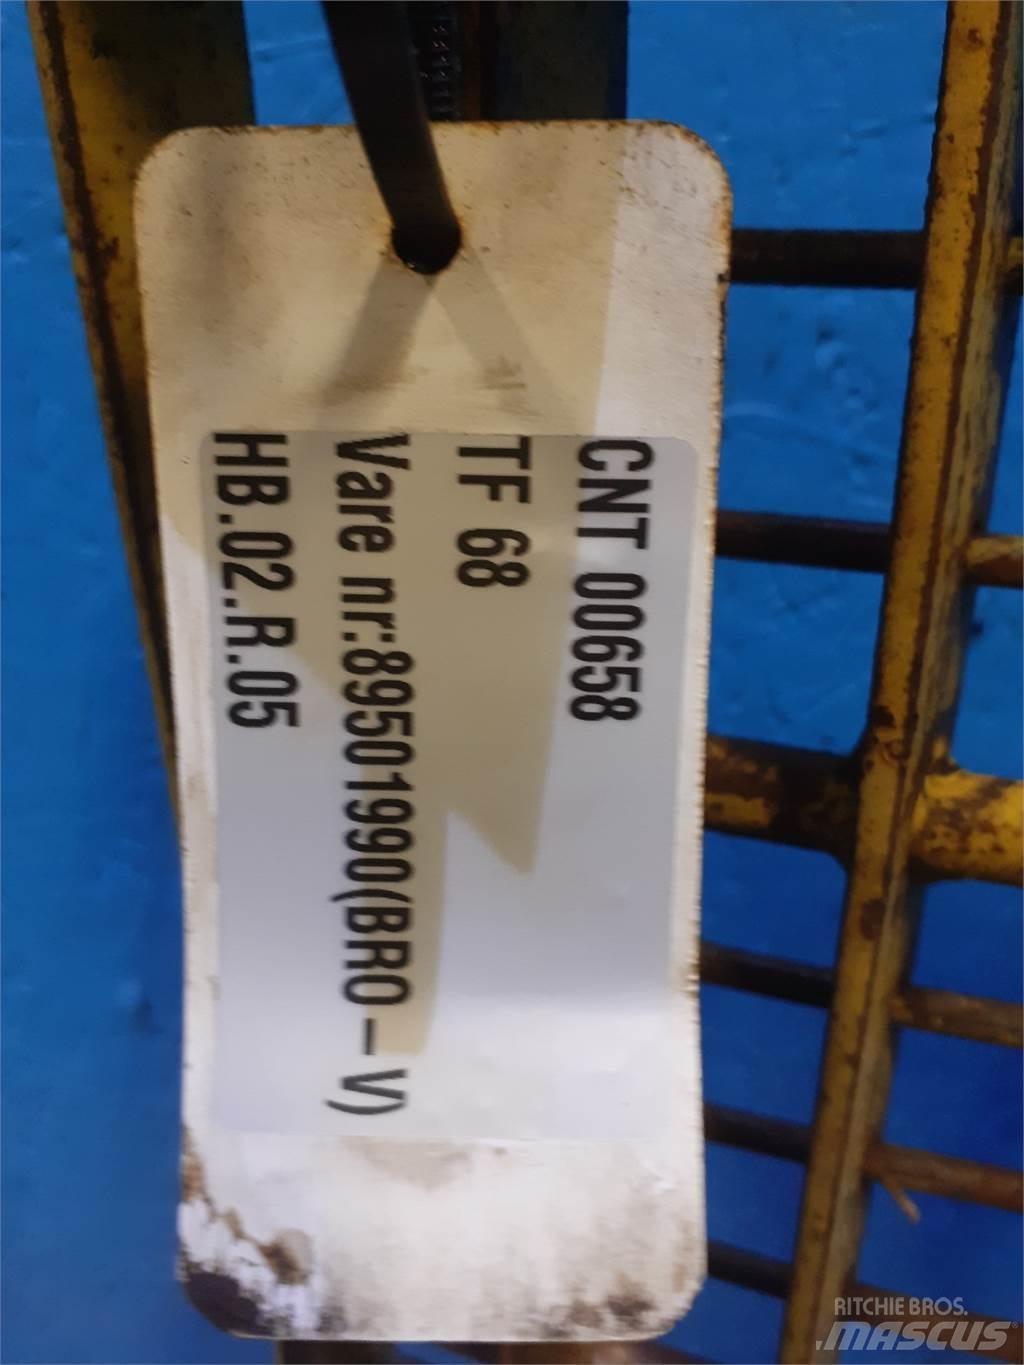 CNT 00658
TF 68
Vare nr:89501990(BRO – V)
HB.02.R.05
RITCHIE BROS.
MASCUS